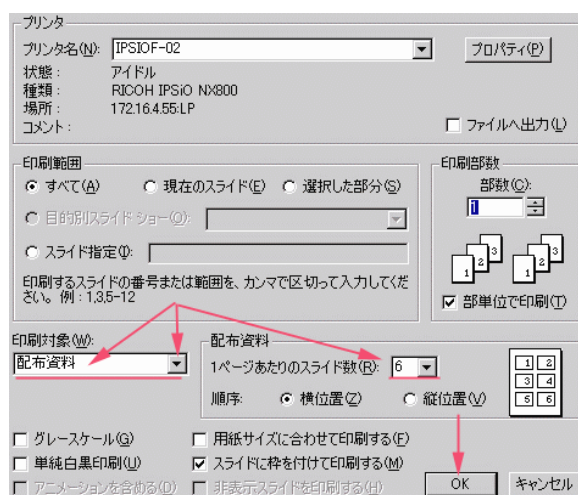 プリンタ
プリンタ名(N): IPSIOF-02 プロパティ(P)
状態： アイドル
種類： RICOH IPSiO NX800
場所： 172.16.4.55:LP
コメント： ファイルへ出力(L)
印刷範囲
すべて(A) 現在のスライド(E) 選択した部分(S)
目的別スライド ショー(O):
スライド指定(I):
印刷するスライドの番号または範囲を、カンマで区切って入力してくだ
さい。例：1,3,5-12
印刷部数
部数(C):
1
1 2 3 1 2 3
部単位で印刷(T)
印刷対象(W):
配布資料
配布資料
1ページあたりのスライド数(R): 6
順序: 横位置(Z) 縦位置(V)
1 2
3 4
5 6
グレースケール(G) 用紙サイズに合わせて印刷する(F)
単純白黒印刷(U) スライドに枠を付けて印刷する(M)
アニメーションを含める(D) 非表示スライドを印刷する(H)
OK キャンセル